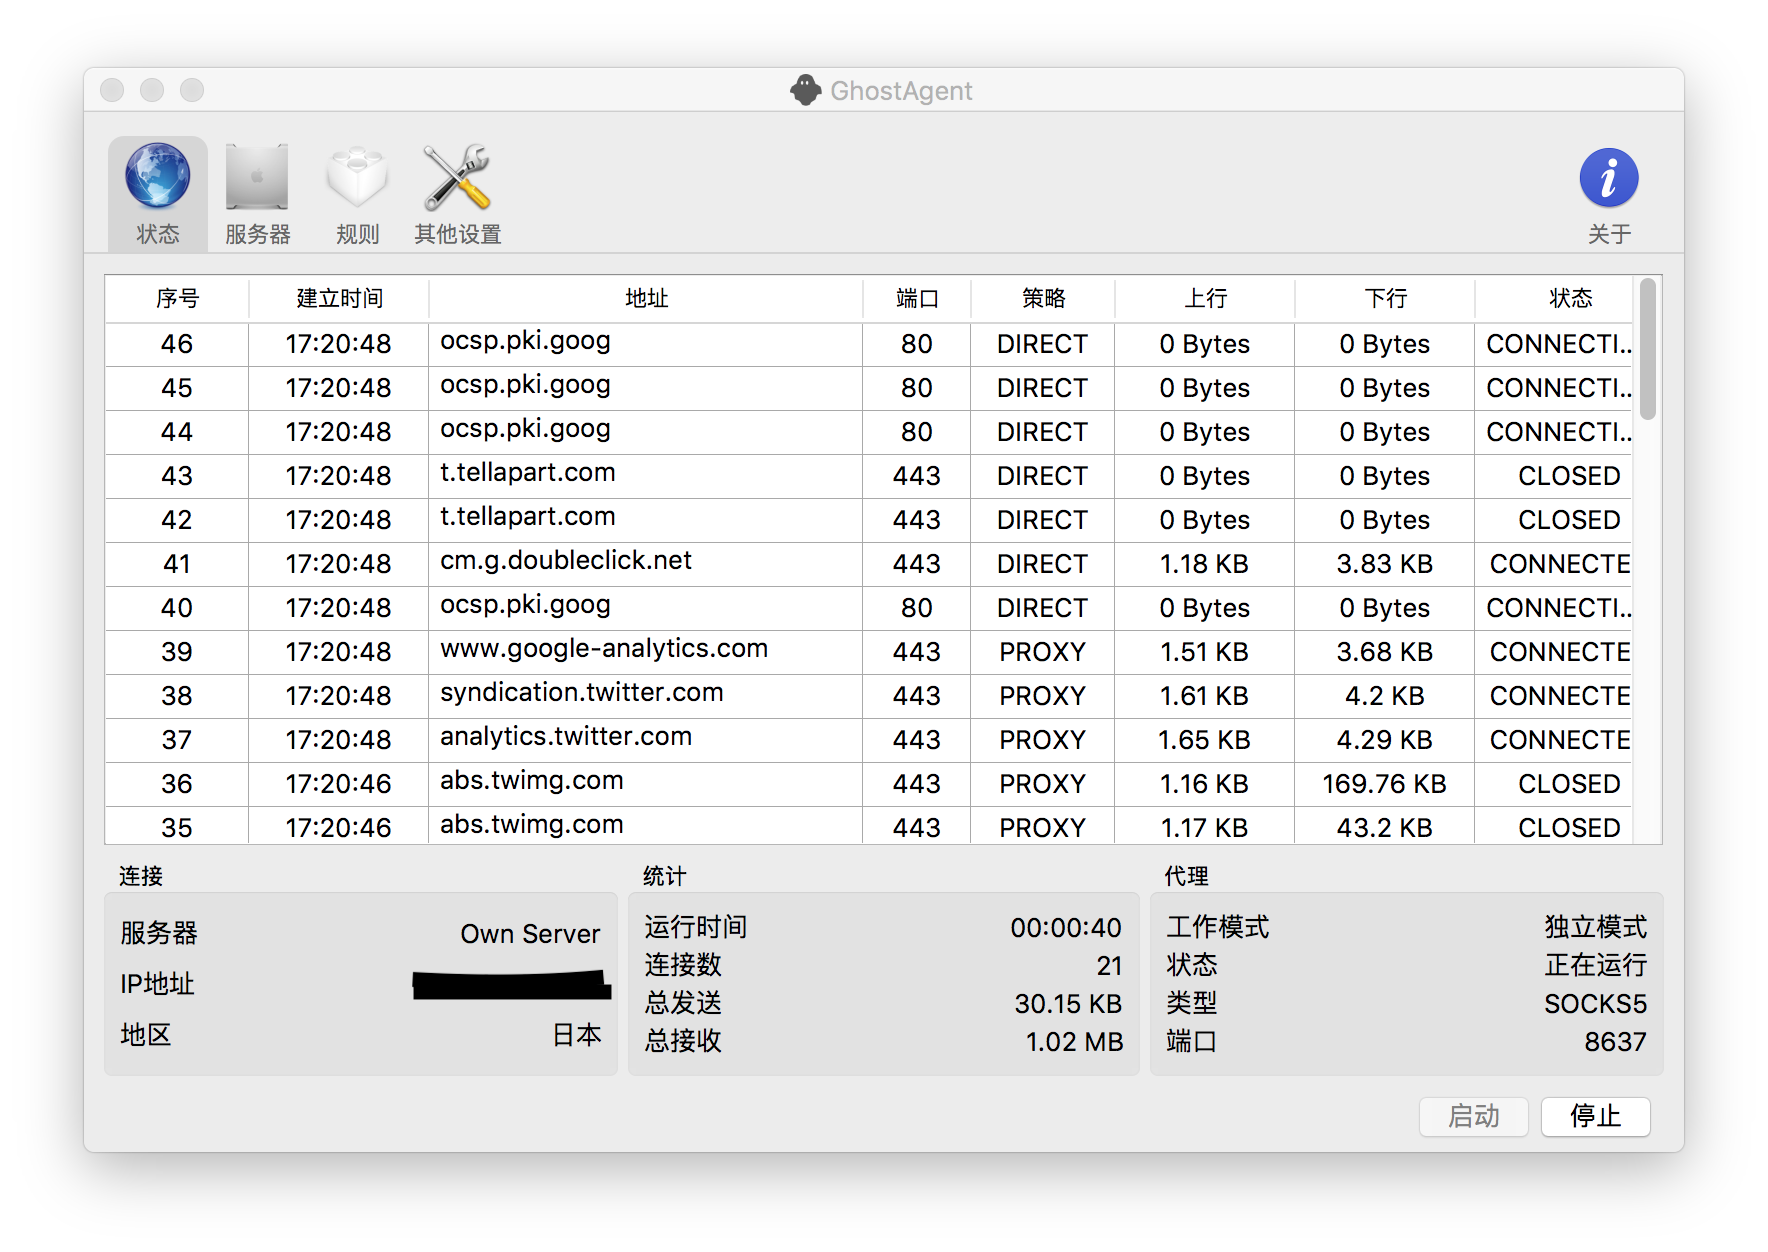 GhostAgent
状态 服务器 规则 其他设置 关于
序号 建立时间 地址 端口 策略 上行 下行 状态
46 17:20:48 ocsp.pki.goog 80 DIRECT 0 Bytes 0 Bytes CONNECTI...
45 17:20:48 ocsp.pki.goog 80 DIRECT 0 Bytes 0 Bytes CONNECTI...
44 17:20:48 ocsp.pki.goog 80 DIRECT 0 Bytes 0 Bytes CONNECTI...
43 17:20:48 t.tellapart.com 443 DIRECT 0 Bytes 0 Bytes CLOSED
42 17:20:48 t.tellapart.com 443 DIRECT 0 Bytes 0 Bytes CLOSED
41 17:20:48 cm.g.doubleclick.net 443 DIRECT 1.18 KB 3.83 KB CONNECTE
40 17:20:48 ocsp.pki.goog 80 DIRECT 0 Bytes 0 Bytes CONNECTI...
39 17:20:48 www.google-analytics.com 443 PROXY 1.51 KB 3.68 KB CONNECTE
38 17:20:48 syndication.twitter.com 443 PROXY 1.61 KB 4.2 KB CONNECTE
37 17:20:48 analytics.twitter.com 443 PROXY 1.65 KB 4.29 KB CONNECTE
36 17:20:46 abs.twimg.com 443 PROXY 1.16 KB 169.76 KB CLOSED
35 17:20:46 abs.twimg.com 443 PROXY 1.17 KB 43.2 KB CLOSED
连接
服务器 Own Server
IP地址
地区 日本
统计
运行时间 00:00:40
连接数 21
总发送 30.15 KB
总接收 1.02 MB
代理
工作模式 独立模式
状态 正在运行
类型 SOCKS5
端口 8637
启动 停止